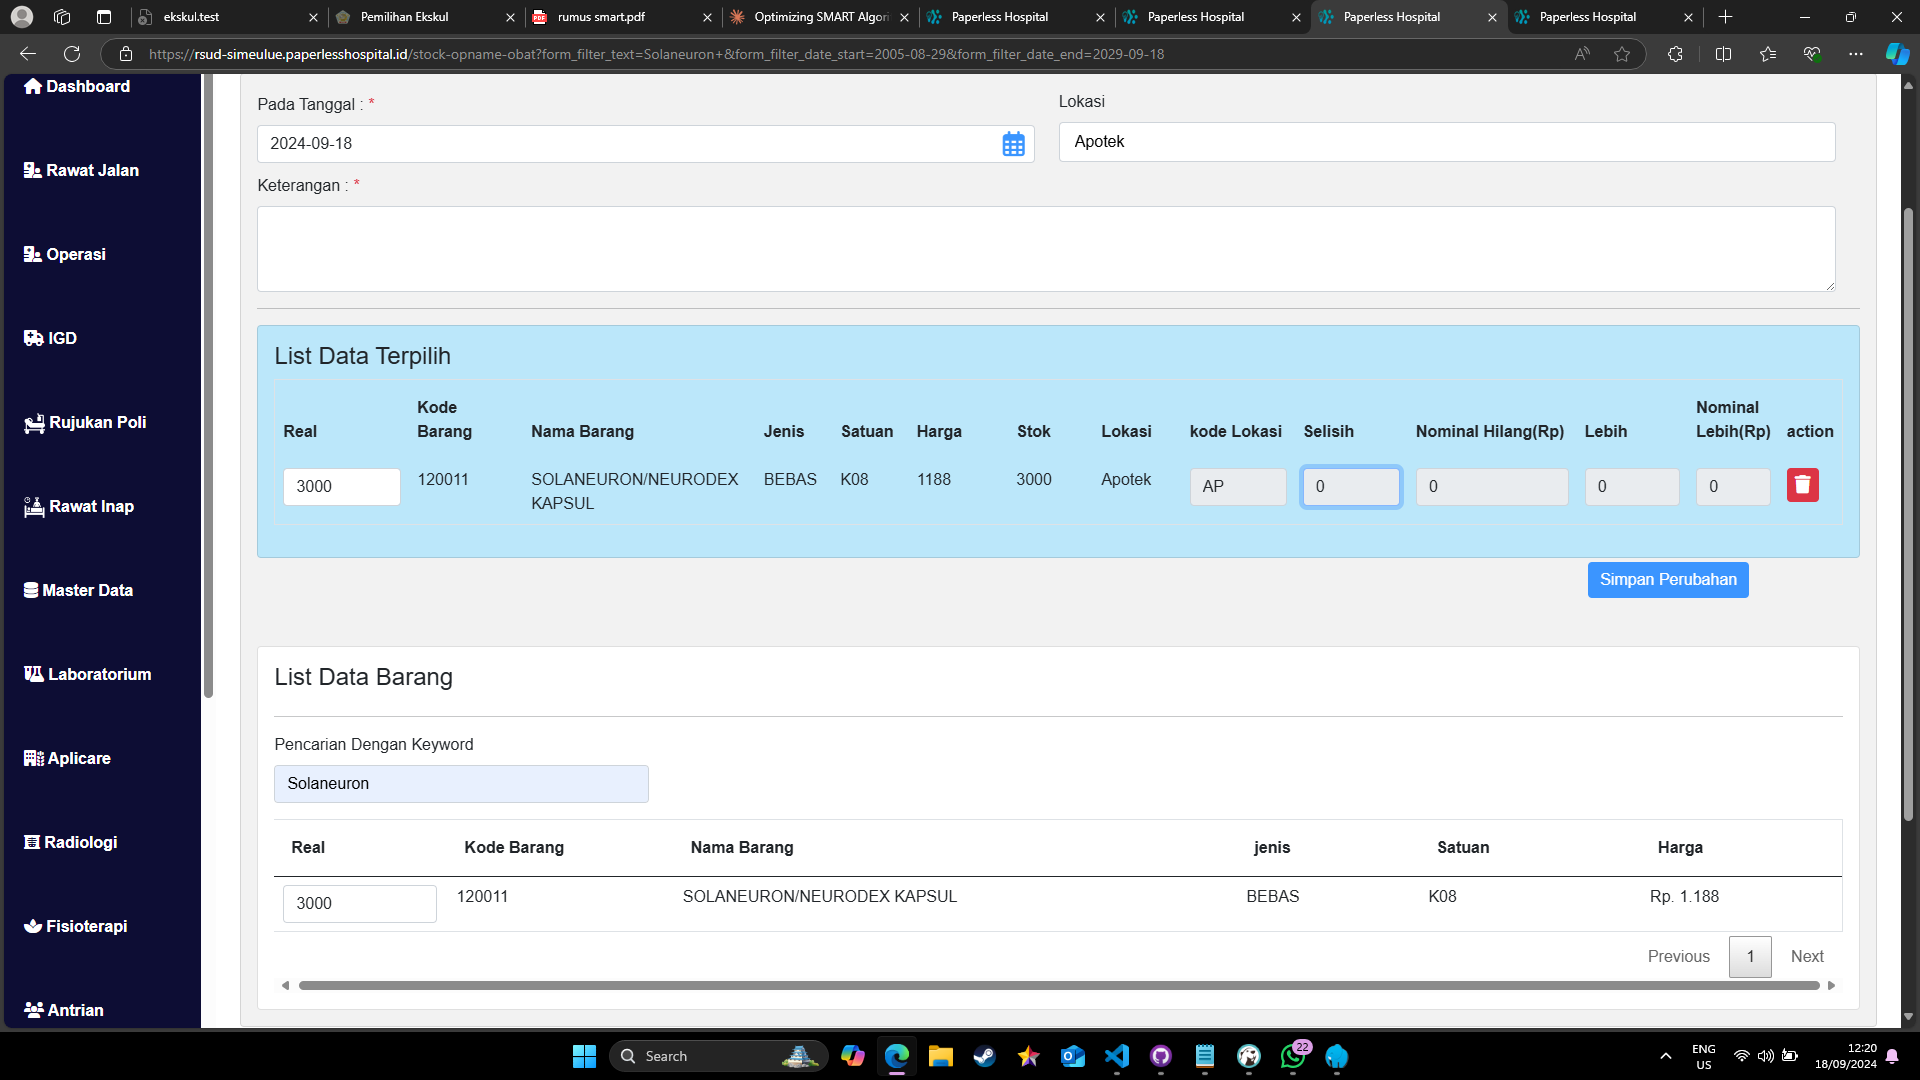 ekskul.test
Pemilihan Ekskul
rumus smart.pdf
Optimizing SMART Algori
Paperless Hospital
Paperless Hospital
Paperless Hospital
Paperless Hospital
https://rsud-simeulue.paperlesshospital.id/stock-opname-obat?form_filter_text=Solaneuron+&form_filter_date_start=2005-08-29&form_filter_date_end=2029-09-18
Dashboard
Rawat Jalan
Operasi
IGD
Rujukan Poli
Rawat Inap
Master Data
Laboratorium
Aplicare
Radiologi
Fisioterapi
Antrian
Pada Tanggal : *
2024-09-18
Lokasi
Apotek
Keterangan : *
List Data Terpilih
Real Kode Barang Nama Barang Jenis Satuan Harga Stok Lokasi kode Lokasi Selisih Nominal Hilang(Rp) Lebih Nominal Lebih(Rp) action
3000 120011 SOLANEURON/NEURODEX KAPSUL BEBAS K08 1188 3000 Apotek AP 0 0 0 0
Simpan Perubahan
List Data Barang
Pencarian Dengan Keyword
Solaneuron
Real Kode Barang Nama Barang jenis Satuan Harga
3000 120011 SOLANEURON/NEURODEX KAPSUL BEBAS K08 Rp. 1.188
Previous 1 Next
Search
22
ENG
US
12:20
18/09/2024